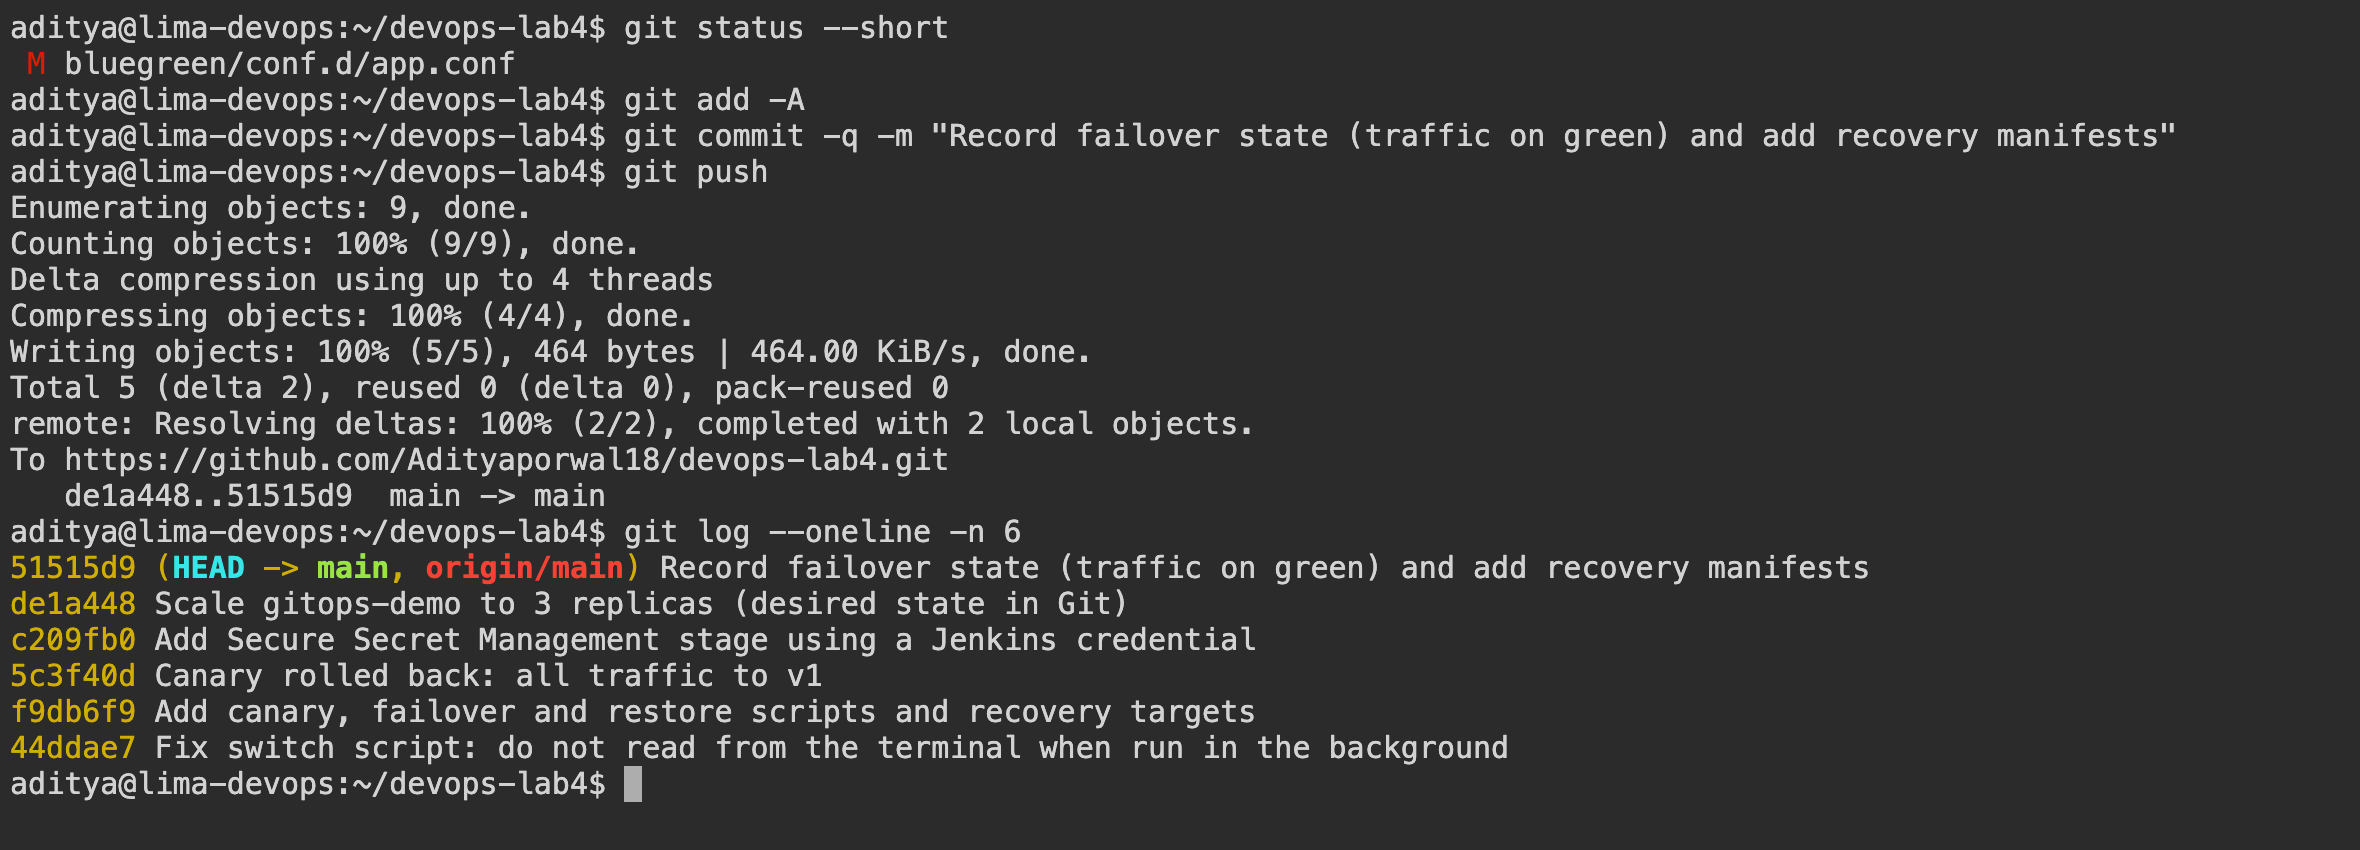 aditya@lima-devops:~/devops-lab4$ git status --short
 M bluegreen/conf.d/app.conf
aditya@lima-devops:~/devops-lab4$ git add -A
aditya@lima-devops:~/devops-lab4$ git commit -q -m "Record failover state (traffic on green) and add recovery manifests"
aditya@lima-devops:~/devops-lab4$ git push
Enumerating objects: 9, done.
Counting objects: 100% (9/9), done.
Delta compression using up to 4 threads
Compressing objects: 100% (4/4), done.
Writing objects: 100% (5/5), 464 bytes | 464.00 KiB/s, done.
Total 5 (delta 2), reused 0 (delta 0), pack-reused 0
remote: Resolving deltas: 100% (2/2), completed with 2 local objects.
To https://github.com/Adityaporwal18/devops-lab4.git
   de1a448..51515d9  main -> main
aditya@lima-devops:~/devops-lab4$ git log --oneline -n 6
51515d9 (HEAD -> main, origin/main) Record failover state (traffic on green) and add recovery manifests
de1a448 Scale gitops-demo to 3 replicas (desired state in Git)
c209fb0 Add Secure Secret Management stage using a Jenkins credential
5c3f40d Canary rolled back: all traffic to v1
f9db6f9 Add canary, failover and restore scripts and recovery targets
44ddae7 Fix switch script: do not read from the terminal when run in the background
aditya@lima-devops:~/devops-lab4$